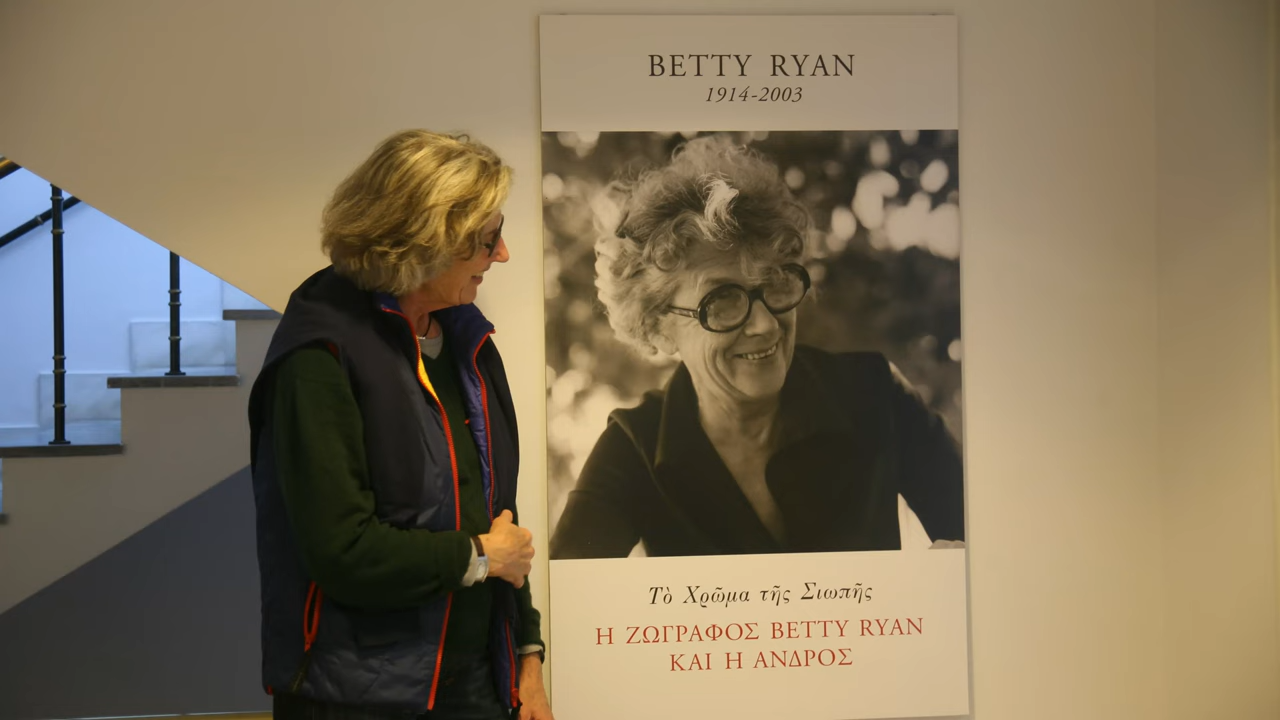 BETTY RYAN
1914-2003
Τὸ Χρῶμα τῆς Σιωπῆς
Η ΖΩΓΡΑΦΟΣ BETTY RYAN
ΚΑΙ Η ΑΝΔΡΟΣ